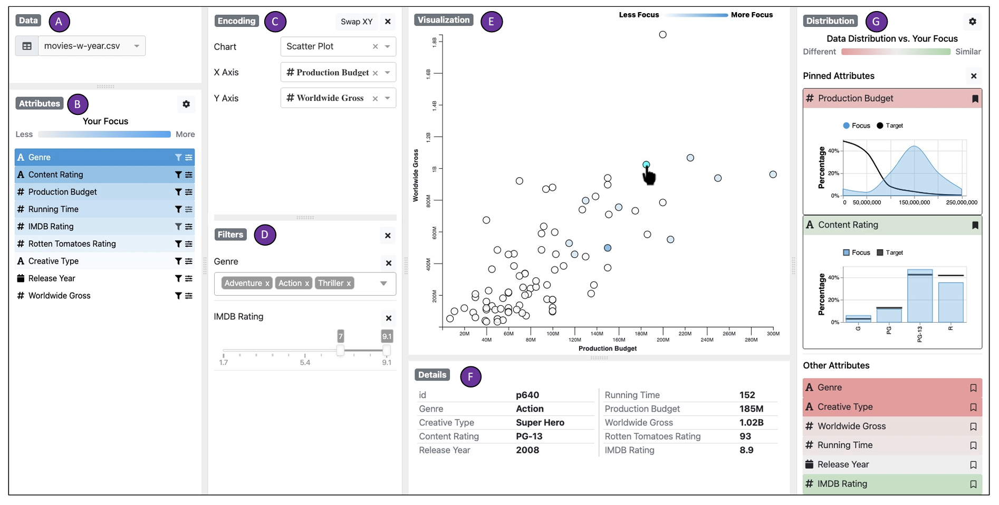 Data A
movies-w-year.csv
Attributes B
Your Focus
Less More
A Genre
A Content Rating
# Production Budget
# Running Time
# IMDB Rating
# Rotten Tomatoes Rating
A Creative Type
Release Year
# Worldwide Gross
Encoding C Swap XY ×
Chart Scatter Plot ×
X Axis # Production Budget ×
Y Axis # Worldwide Gross ×
Filters D ×
Genre ×
Adventure x Action x Thriller x
IMDB Rating ×
7 9.1
1.7 5.4 9.1
Visualization E
Less Focus More Focus
Worldwide Gross
1.8B
1.6B
1.4B
1.2B
1B
800M
600M
400M
200M
20M 60M 100M 140M 180M 220M 260M 300M
40M 80M 120M 160M 200M 240M 280M
Production Budget
Details F
id p640
Genre Action
Creative Type Super Hero
Content Rating PG-13
Release Year 2008
Running Time 152
Production Budget 185M
Worldwide Gross 1.02B
Rotten Tomatoes Rating 93
IMDB Rating 8.9
Distribution G
Data Distribution vs. Your Focus
Different Similar
Pinned Attributes ×
# Production Budget
Focus Target
Percentage
40%
20%
0%
0 50,000,000 150,000,000 250,000,000
A Content Rating
Focus Target
Percentage
40%
20%
0%
G PG PG-13 R
Other Attributes
A Genre
A Creative Type
# Worldwide Gross
# Running Time
Release Year
# IMDB Rating